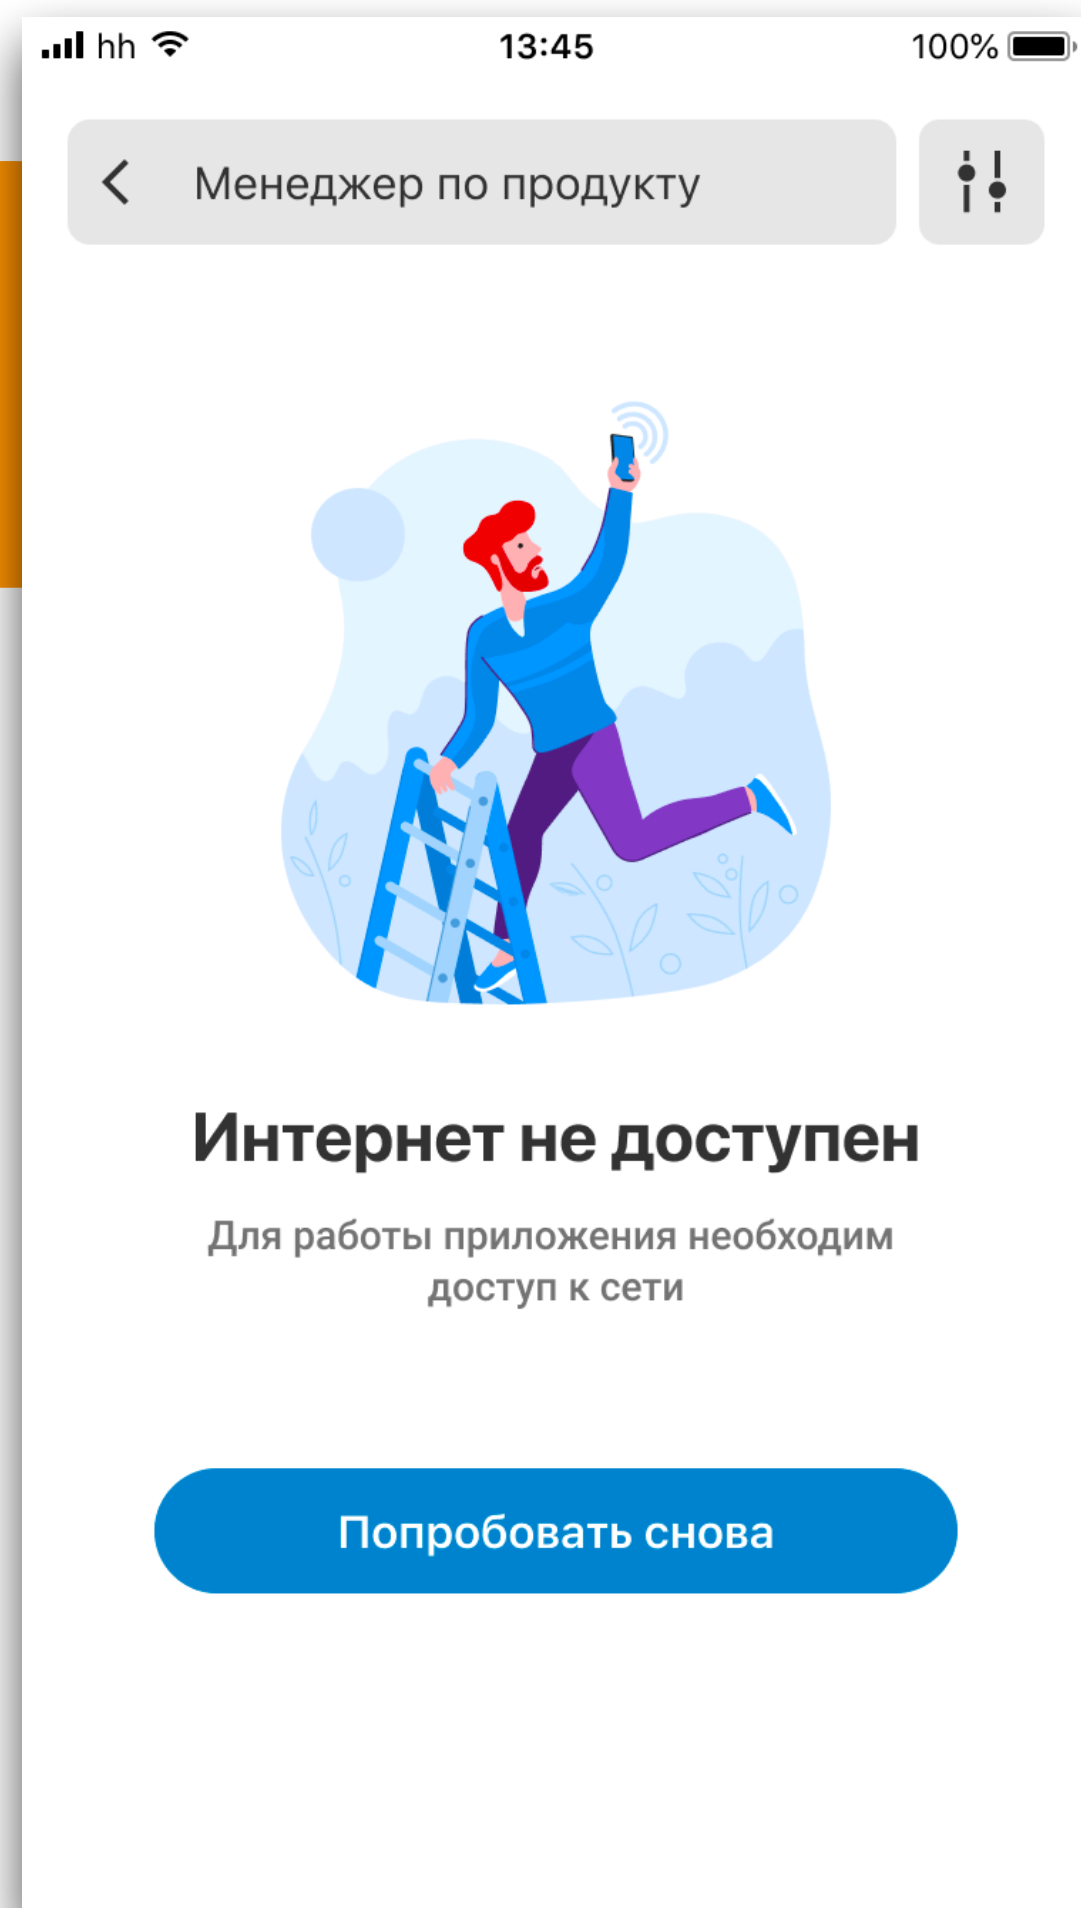 hh 13:45 100%
Менеджер по продукту
Интернет не доступен
Для работы приложения необходим
доступ к сети
Попробовать снова